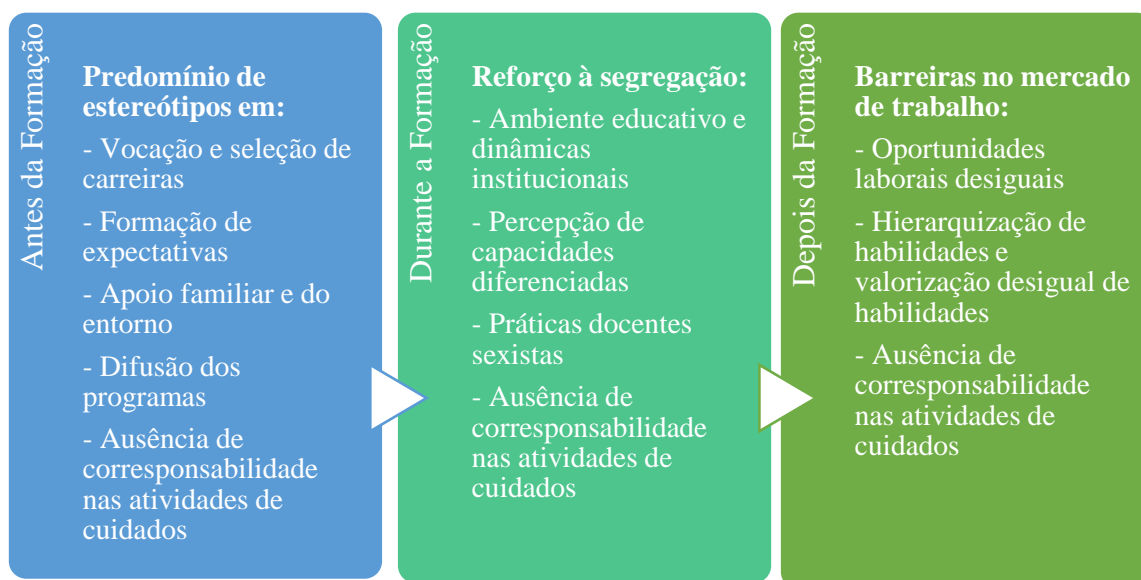 Antes da Formação
Predomínio de
estereótipos em:
- Vocação e seleção de
carreiras
- Formação de
expectativas
- Apoio familiar e do
entorno
- Difusão dos
programas
- Ausência de
corresponsabilidade
nas atividades de
cuidados
Durante a Formação
Reforço à segregação:
- Ambiente educativo e
dinâmicas
institucionais
- Percepção de
capacidades
diferenciadas
- Práticas docentes
sexistas
- Ausência de
corresponsabilidade
nas atividades de
cuidados
Depois da Formação
Barreiras no mercado
de trabalho:
- Oportunidades
laborais desiguais
- Hierarquização de
habilidades e
valorização desigual de
habilidades
- Ausência de
corresponsabilidade
nas atividades de
cuidados